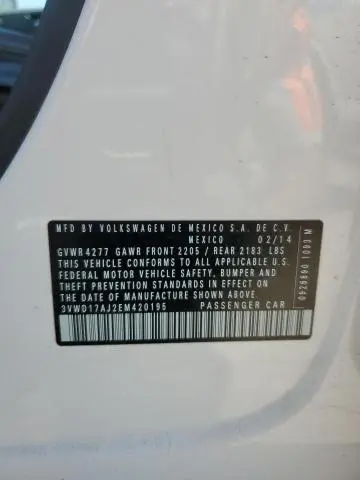 MFD BY VOLKSWAGEN DE MEXICO S.A. DE C.V.
MEXICO 02/14
GVWR 4277 GAWR FRONT 2205 / REAR 2183 LBS
THIS VEHICLE CONFORMS TO ALL APPLICABLE
FEDERAL MOTOR VEHICLE SAFETY, BUMPER AND
THEFT PREVENTION STANDARDS IN EFFECT ON
THE DATE OF MANUFACTURE SHOWN ABOVE.
3VWD17AJ2EM420195 PASSENGER CAR
0926890 1093 M